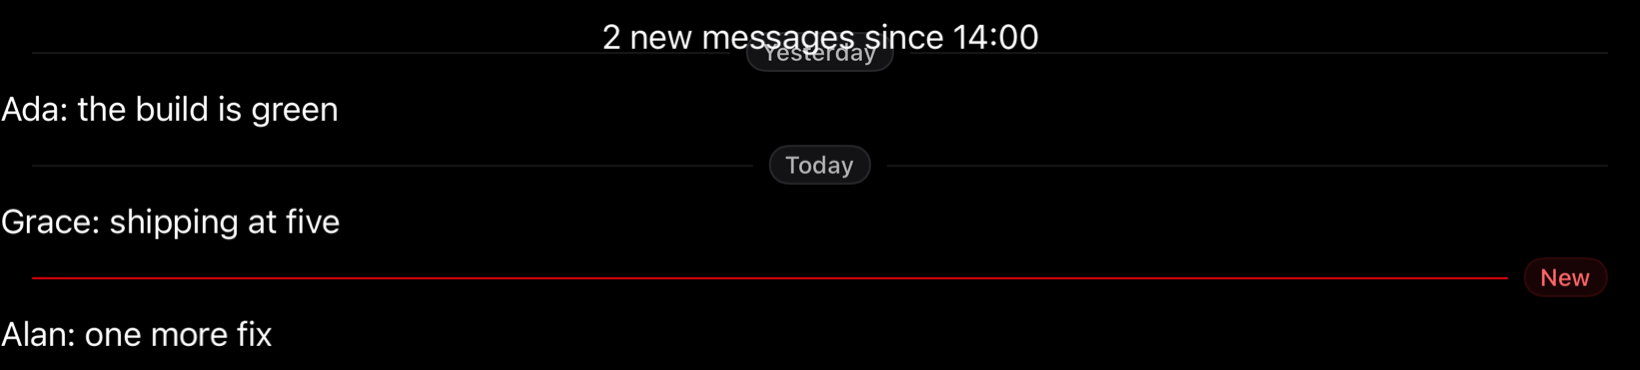 2 new messages since 14:00
Yesterday
Ada: the build is green
Today
Grace: shipping at five
New
Alan: one more fix